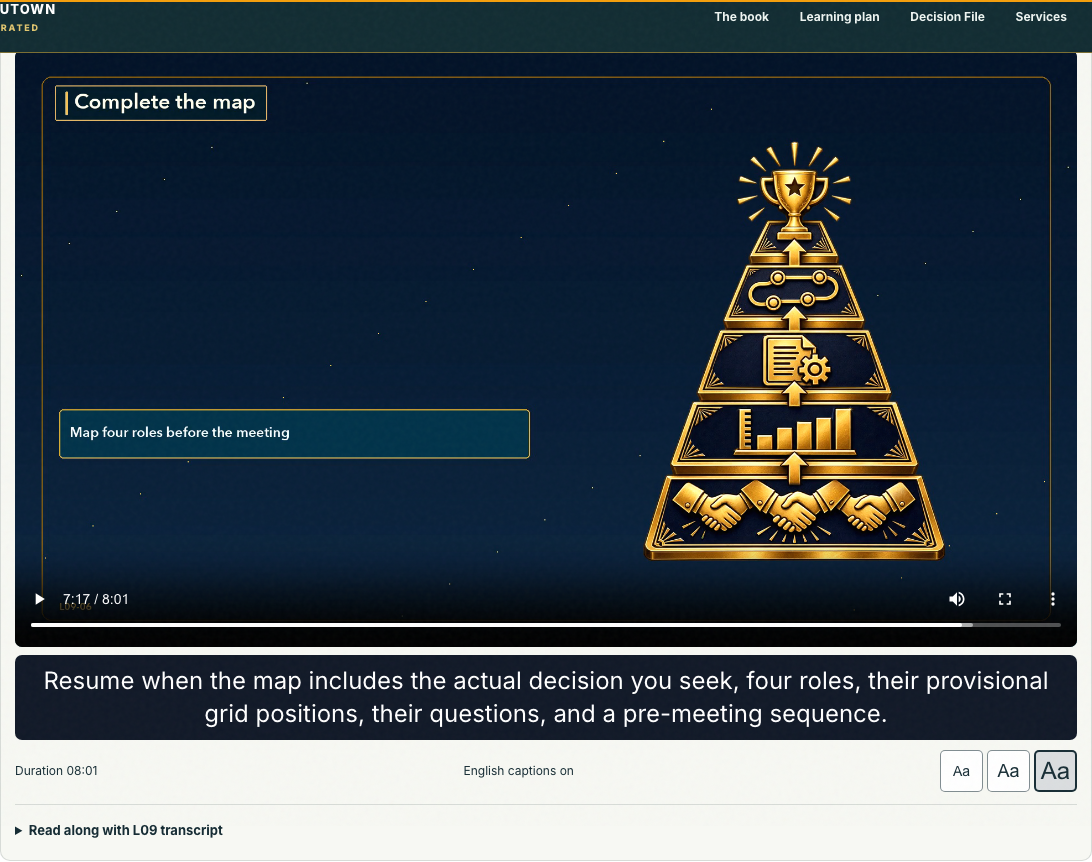 UTOWN
RATED
The book
Learning plan
Decision File
Services
Complete the map
Map four roles before the meeting
L09-06
7:17 / 8:01
Resume when the map includes the actual decision you seek, four roles, their provisional
grid positions, their questions, and a pre-meeting sequence.
Duration 08:01
English captions on
Aa
Aa
Aa
Read along with L09 transcript